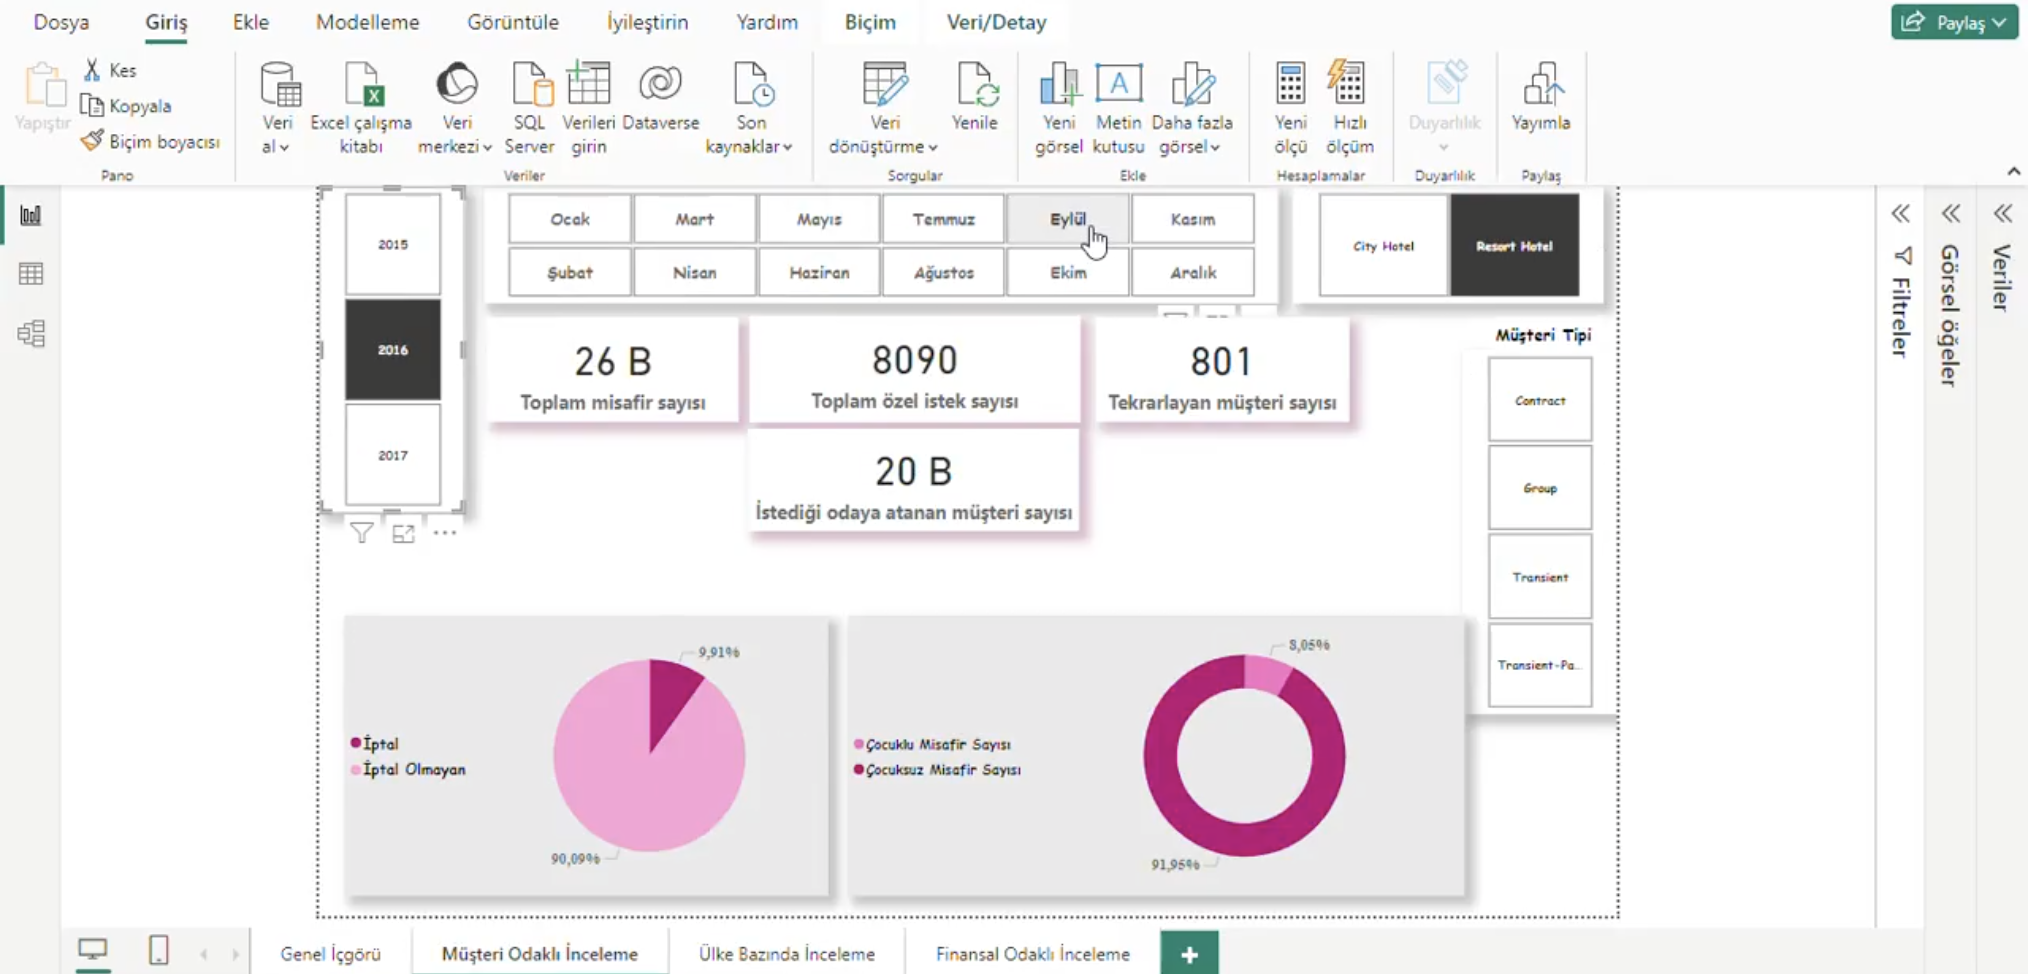 Dosya Giriş Ekle Modelleme Görüntüle İyileştirin Yardım Biçim Veri/Detay Paylaş
Yapıştır
Kes
Kopyala
Biçim boyacısı
Pano
Veri al
Excel çalışma kitabı
Veri merkezi
SQL Server
Verileri girin
Dataverse
Son kaynaklar
Veriler
Veri dönüştürme
Yenile
Sorgular
Yeni görsel
A
Metin kutusu
Daha fazla görsel
Ekle
Yeni ölçü
Hızlı ölçüm
Hesaplamalar
Duyarlılık
Duyarlılık
Yayımla
Paylaş
2015
2016
2017
Ocak Mart Mayıs Temmuz Eylül Kasım
Şubat Nisan Haziran Ağustos Ekim Aralık
City Hotel Resort Hotel
26 B
Toplam misafir sayısı
8090
Toplam özel istek sayısı
801
Tekrarlayan müşteri sayısı
20 B
İstediği odaya atanan müşteri sayısı
Müşteri Tipi
Contract
Group
Transient
Transient-Pa...
İptal
İptal Olmayan
9,91%
90,09%
Çocuklu Misafir Sayısı
Çocuksuz Misafir Sayısı
8,05%
91,95%
Filtreler
Görsel öğeler
Veriler
Genel İçgörü Müşteri Odaklı İnceleme Ülke Bazında İnceleme Finansal Odaklı İnceleme